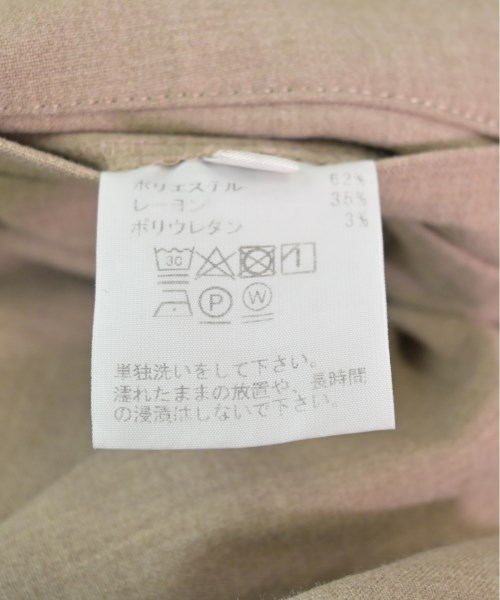 ポリエステル 62%
レーヨン 35%
ポリウレタン 3%
30
P W
単独洗いをして下さい。
濡れたままの放置や、長時間
の浸漬はしないで下さい。